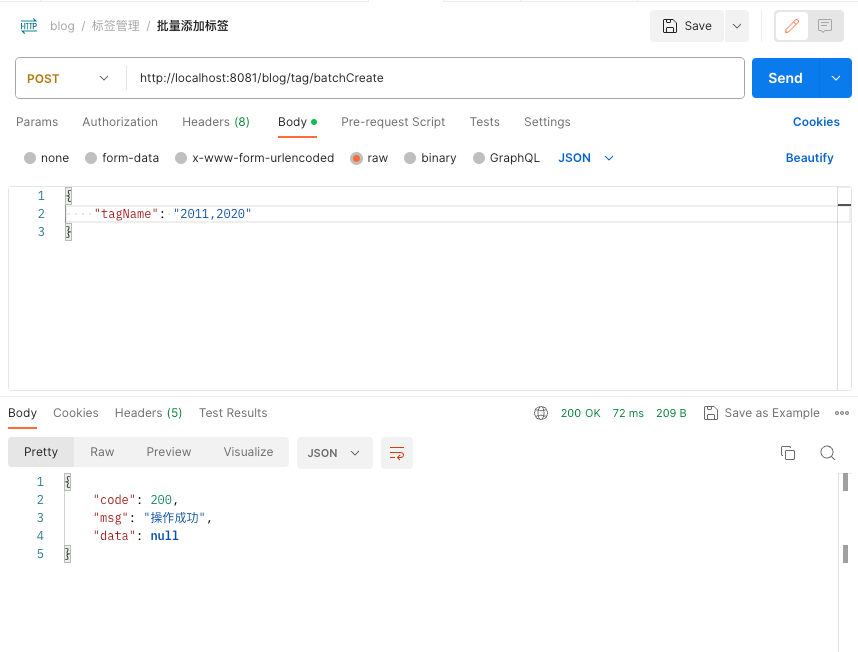 HTTP blog / 标签管理 / 批量添加标签 Save
POST http://localhost:8081/blog/tag/batchCreate Send
Params Authorization Headers (8) Body Pre-request Script Tests Settings Cookies
none form-data x-www-form-urlencoded raw binary GraphQL JSON Beautify
1 {
2 "tagName": "2011,2020"
3 }
Body Cookies Headers (5) Test Results 200 OK 72 ms 209 B Save as Example
Pretty Raw Preview Visualize JSON
1 {
2 "code": 200,
3 "msg": "操作成功",
4 "data": null
5 }